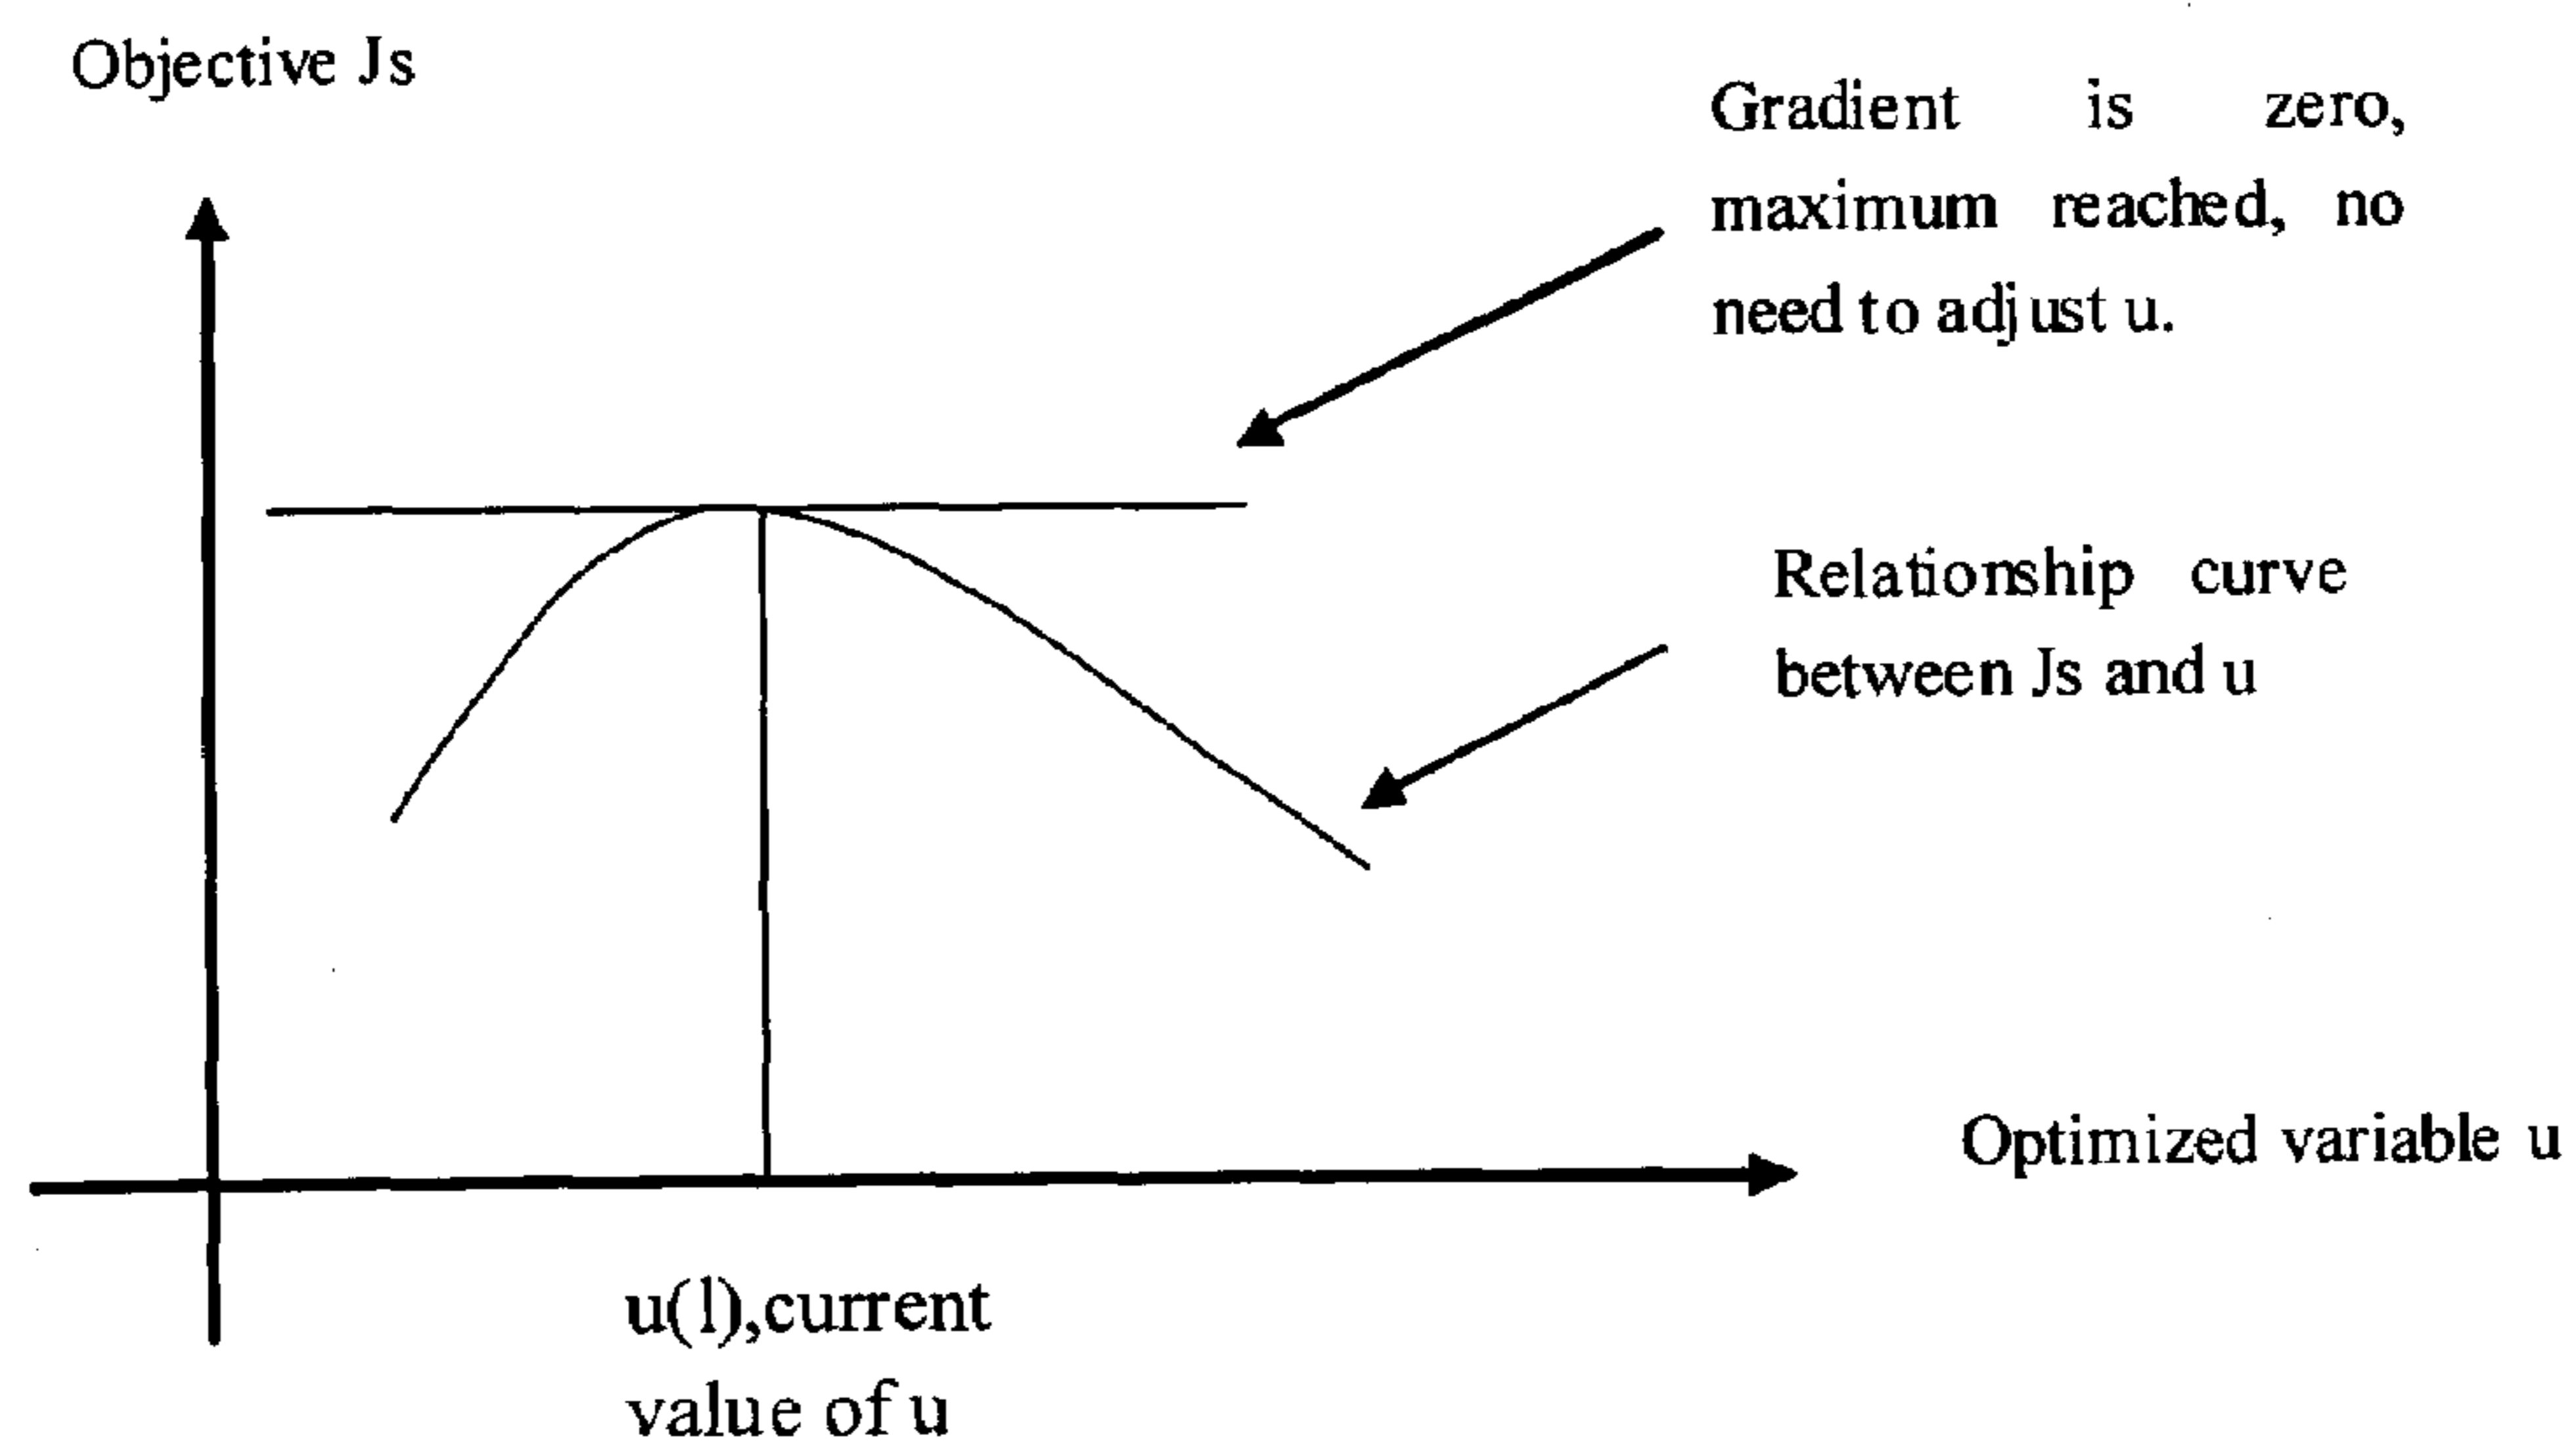 Objective Js
Gradient is zero,
maximum reached, no
need to adjust u.
Relationship curve
between Js and u
Optimized variable u
u(l),current
value of u